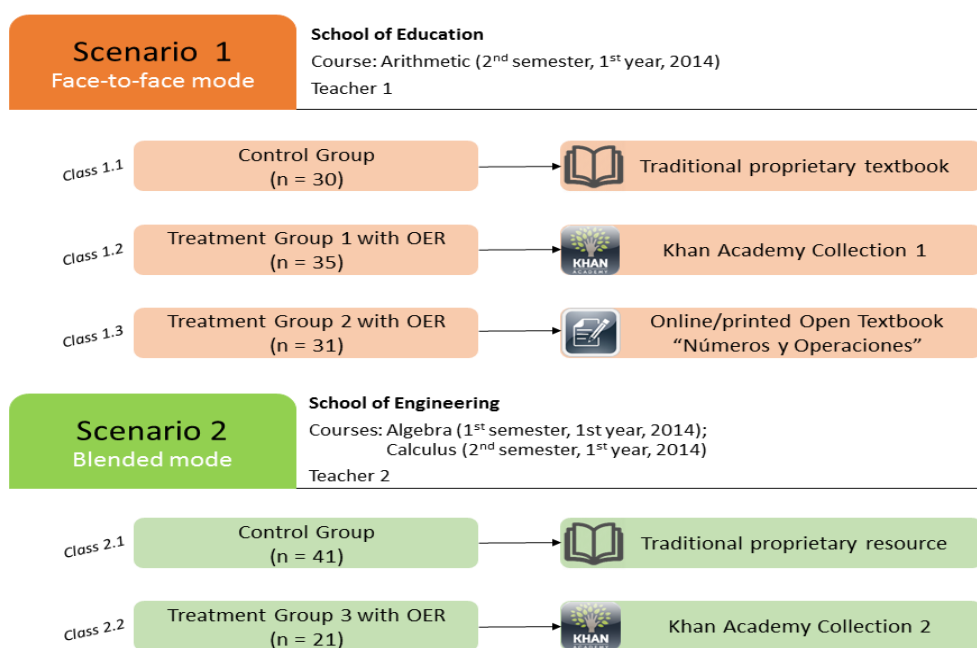 Scenario 1
Face-to-face mode
School of Education
Course: Arithmetic (2nd semester, 1st year, 2014)
Teacher 1
Class 1.1
Control Group
(n = 30)
Traditional proprietary textbook
Class 1.2
Treatment Group 1 with OER
(n = 35)
KHAN
ACADEMY
Khan Academy Collection 1
Class 1.3
Treatment Group 2 with OER
(n = 31)
Online/printed Open Textbook
“Números y Operaciones”
Scenario 2
Blended mode
School of Engineering
Courses: Algebra (1st semester, 1st year, 2014);
Calculus (2nd semester, 1st year, 2014)
Teacher 2
Class 2.1
Control Group
(n = 41)
Traditional proprietary resource
Class 2.2
Treatment Group 3 with OER
(n = 21)
KHAN
Khan Academy Collection 2